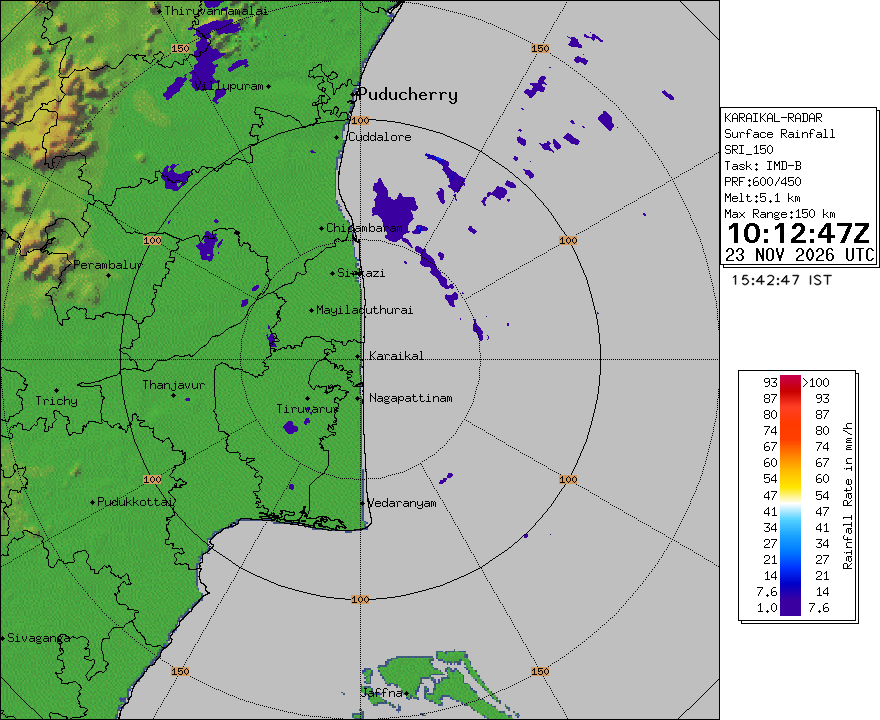 Thiruvannamalai
150
150
Villupuram
Puducherry
100
Cuddalore
Chidambaram
100
100
Perambalur
Sirkazi
Mayiladuthurai
Karaikal
Thanjavur
Trichy
Nagapattinam
Tiruvarur
100
100
Pudukkottai
Vedaranyam
100
Sivaganga
150
150
Jaffna
KARAIKAL-RADAR
Surface Rainfall
SRI_150
Task: IMD-B
PRF:600/450
Melt:5.1 km
Max Range:150 km
10:12:47Z
23 NOV 2026 UTC
15:42:47 IST
93 >100
87 93
80 87
74 80
67 74
60 67
54 60
47 54
41 47
34 41
27 34
21 27
14 21
7.6 14
1.0 7.6
Rainfall Rate in mm/h